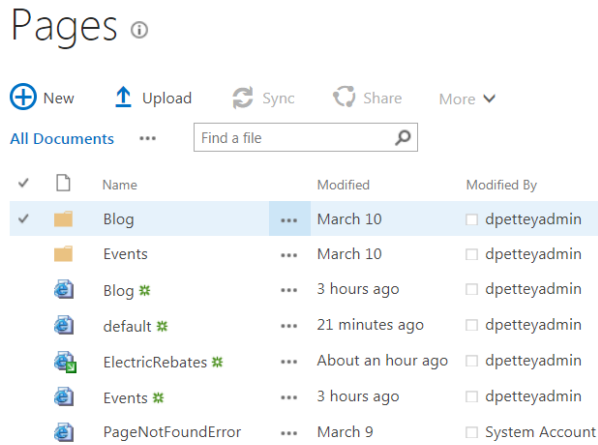 Pages
New Upload Sync Share More
All Documents ... Find a file
Name Modified Modified By
Blog ... March 10 dpetteyadmin
Events ... March 10 dpetteyadmin
Blog ... 3 hours ago dpetteyadmin
default ... 21 minutes ago dpetteyadmin
ElectricRebates ... About an hour ago dpetteyadmin
Events ... 3 hours ago dpetteyadmin
PageNotFoundError ... March 9 System Account